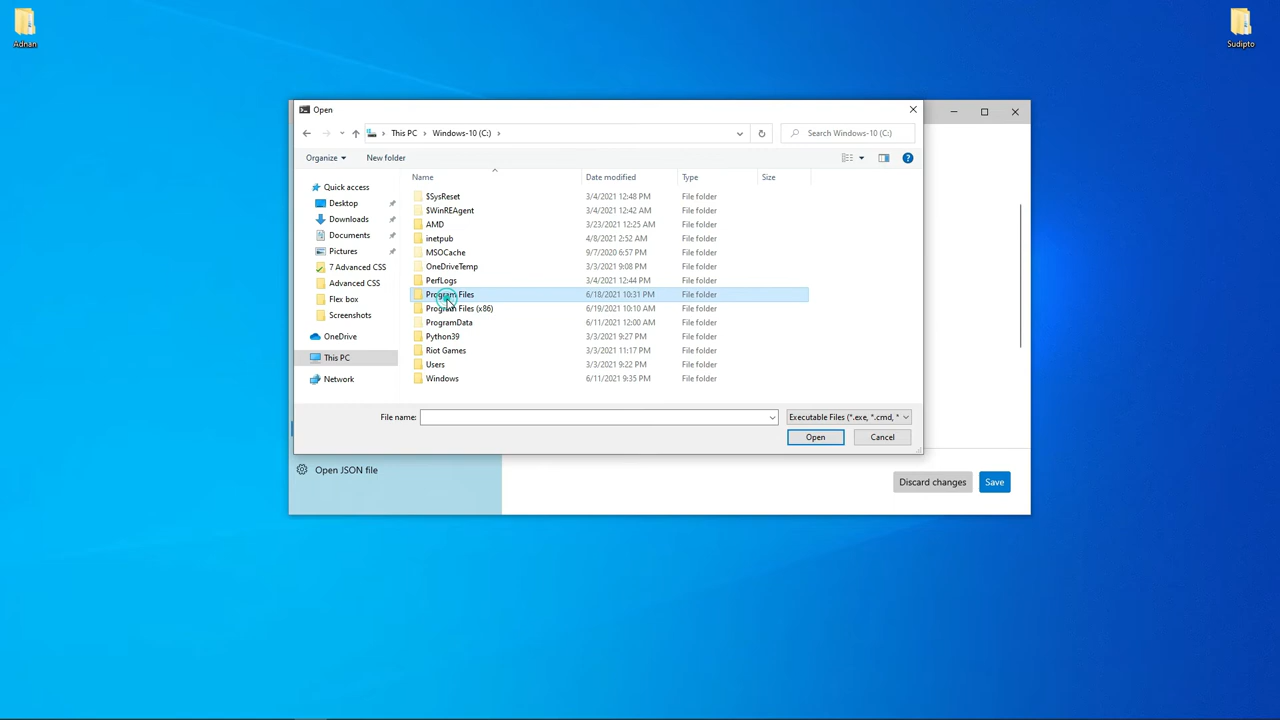 Adnan
Sudipto
Open
This PC > Windows-10 (C:) >
Search Windows-10 (C:)
Organize
New folder
Name Date modified Type Size
Quick access
Desktop
Downloads
Documents
Pictures
7 Advanced CSS
Advanced CSS
Flex box
Screenshots
OneDrive
This PC
Network
$SysReset 3/4/2021 12:48 PM File folder
$WinREAgent 3/4/2021 12:42 AM File folder
AMD 3/23/2021 12:25 AM File folder
inetpub 4/8/2021 2:52 AM File folder
MSOCache 9/7/2020 6:57 PM File folder
OneDriveTemp 3/3/2021 9:08 PM File folder
PerfLogs 3/4/2021 12:44 PM File folder
Program Files 6/18/2021 10:31 PM File folder
Program Files (x86) 6/19/2021 10:10 AM File folder
ProgramData 6/11/2021 12:00 AM File folder
Python39 3/3/2021 9:27 PM File folder
Riot Games 3/3/2021 11:17 PM File folder
Users 3/3/2021 9:22 PM File folder
Windows 6/11/2021 9:35 PM File folder
File name:
Executable Files (*.exe, *.cmd, *
Open
Cancel
Open JSON file
Discard changes
Save